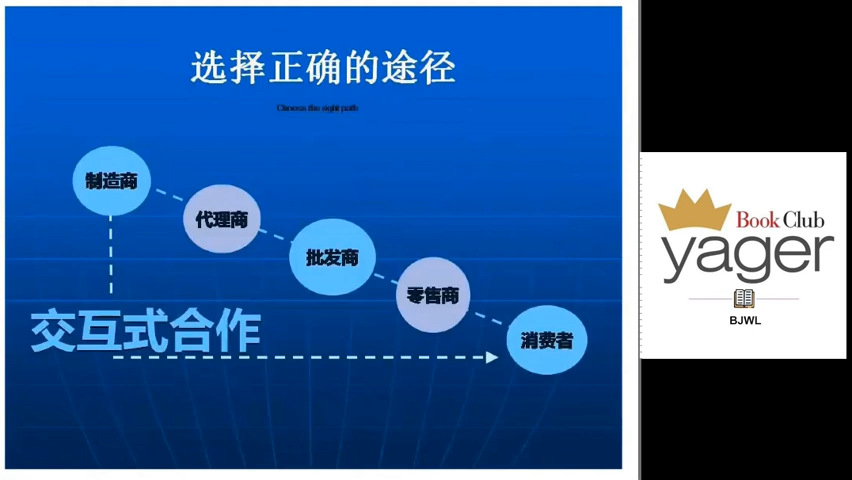 选择正确的途径
Choose the right path
制造商
代理商
批发商
零售商
消费者
交互式合作
Book Club
yager
BJWL